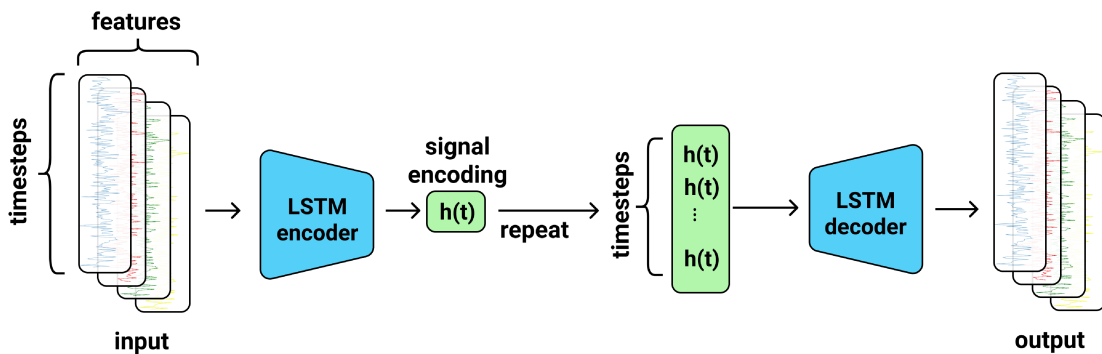 features
timesteps
input
LSTM
encoder
signal
encoding
h(t)
repeat
timesteps
h(t)
h(t)
⋮
h(t)
LSTM
decoder
output